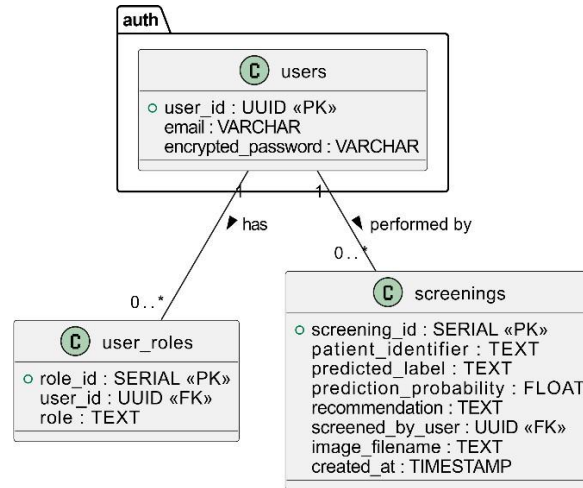 auth
C users
user_id : UUID «PK»
email : VARCHAR
encrypted_password : VARCHAR
1
1
has
performed by
0..*
0..*
C screenings
screening_id : SERIAL «PK»
patient_identifier : TEXT
predicted_label : TEXT
prediction_probability : FLOAT
recommendation : TEXT
screened_by_user : UUID «FK»
image_filename : TEXT
created_at : TIMESTAMP
C user_roles
role_id : SERIAL «PK»
user_id : UUID «FK»
role : TEXT